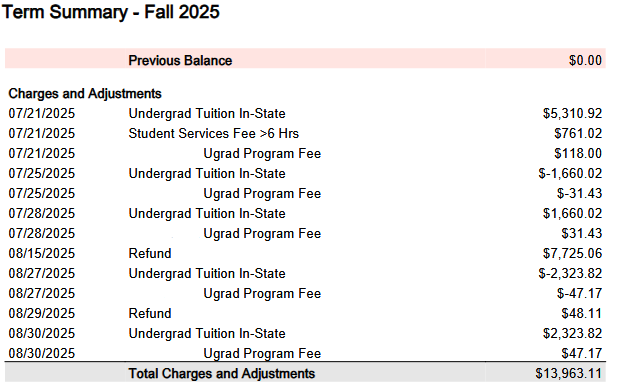 Term Summary - Fall 2025
Previous Balance $0.00
Charges and Adjustments
07/21/2025 Undergrad Tuition In-State $5,310.92
07/21/2025 Student Services Fee >6 Hrs $761.02
07/21/2025 Ugrad Program Fee $118.00
07/25/2025 Undergrad Tuition In-State $-1,660.02
07/25/2025 Ugrad Program Fee $-31.43
07/28/2025 Undergrad Tuition In-State $1,660.02
07/28/2025 Ugrad Program Fee $31.43
08/15/2025 Refund $7,725.06
08/27/2025 Undergrad Tuition In-State $-2,323.82
08/27/2025 Ugrad Program Fee $-47.17
08/29/2025 Refund $48.11
08/30/2025 Undergrad Tuition In-State $2,323.82
08/30/2025 Ugrad Program Fee $47.17
Total Charges and Adjustments $13,963.11